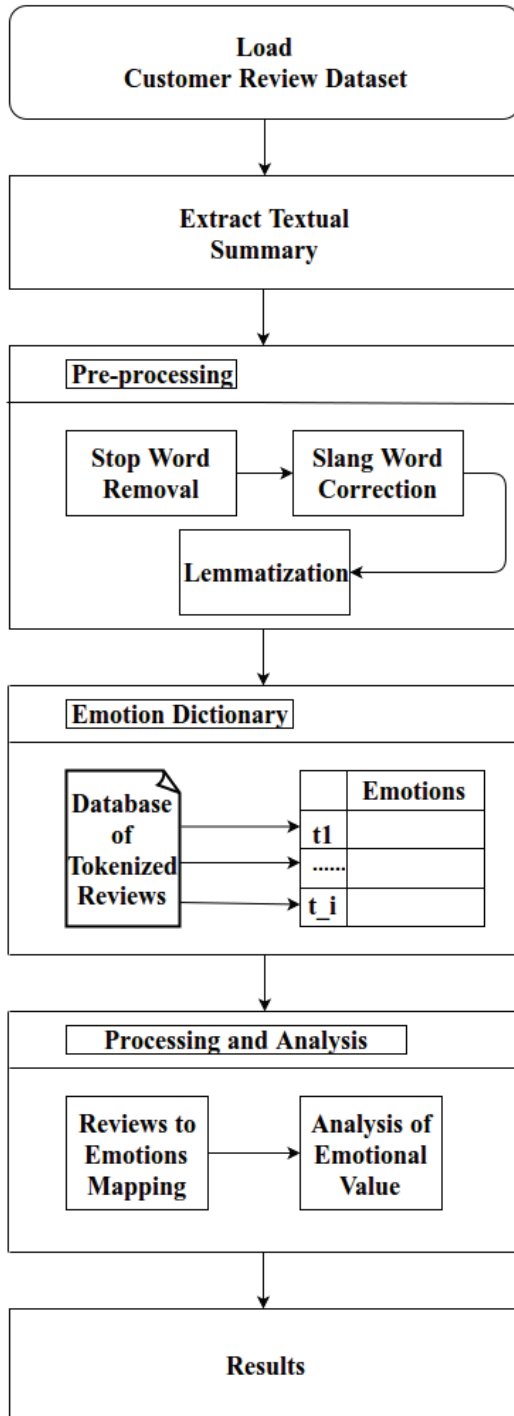 Load
Customer Review Dataset
Extract Textual
Summary
Pre-processing
Stop Word
Removal
Slang Word
Correction
Lemmatization
Emotion Dictionary
Database
of
Tokenized
Reviews
Emotions
t1
......
t_i
Processing and Analysis
Reviews to
Emotions
Mapping
Analysis of
Emotional
Value
Results